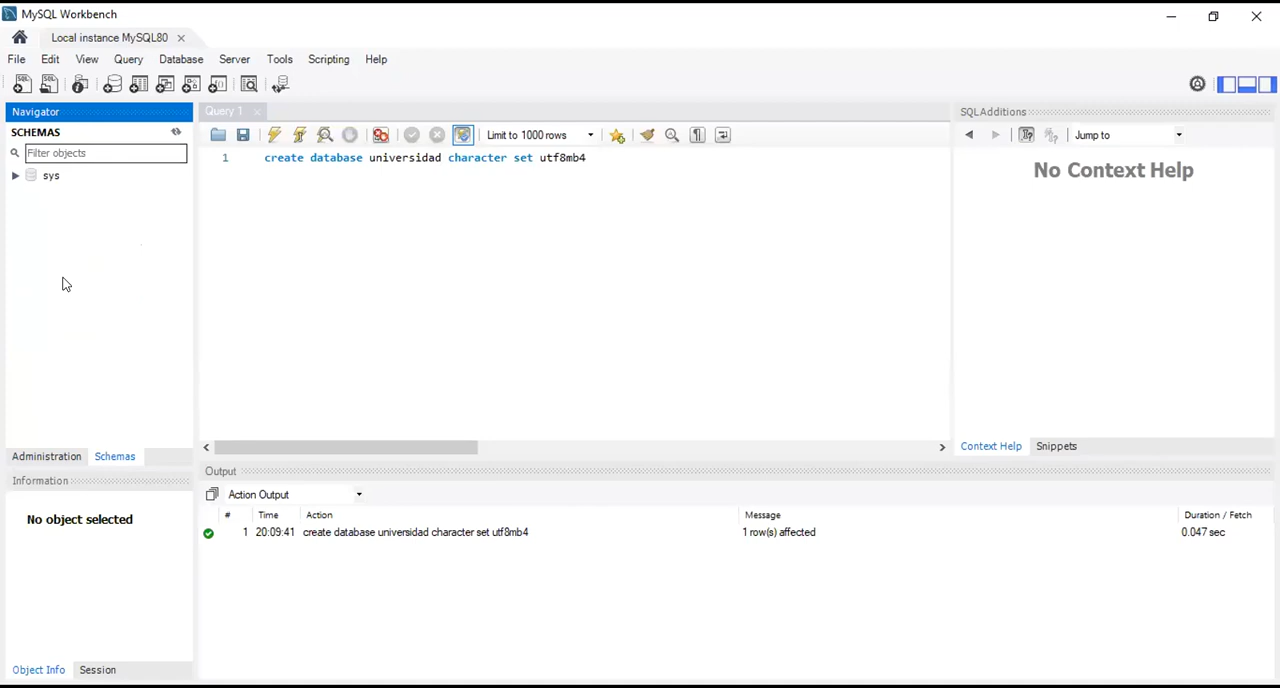 MySQL Workbench
Local instance MySQL80
File Edit View Query Database Server Tools Scripting Help
Navigator
SCHEMAS
Filter objects
sys
Administration Schemas
Information
No object selected
Object Info Session
Query 1
Limit to 1000 rows
1 create database universidad character set utf8mb4
Output
Action Output
# Time Action Message Duration / Fetch
1 20:09:41 create database universidad character set utf8mb4 1 row(s) affected 0.047 sec
SQLAdditions
Jump to
No Context Help
Context Help Snippets